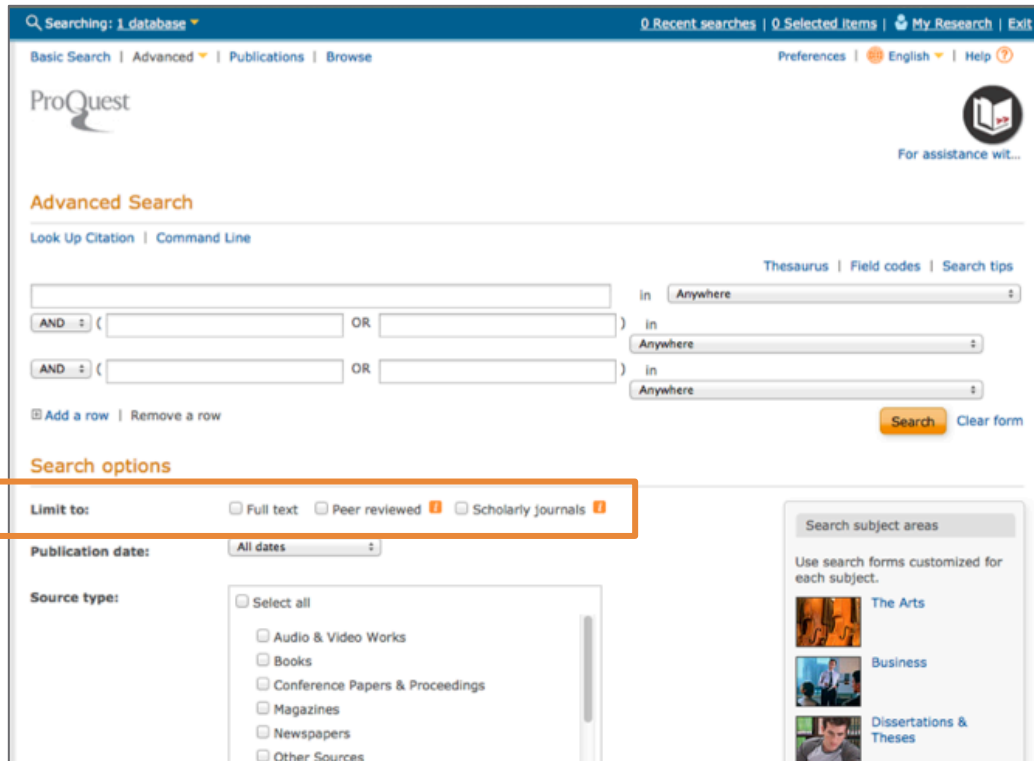 Searching: 1 database
0 Recent searches | 0 Selected items | My Research | Exit
Basic Search | Advanced | Publications | Browse
Preferences | English | Help ?
ProQuest
For assistance wit...
Advanced Search
Look Up Citation | Command Line
Thesaurus | Field codes | Search tips
in Anywhere
AND ( OR ) in
Anywhere
AND ( OR ) in
Anywhere
Add a row | Remove a row
Search Clear form
Search options
Limit to: Full text Peer reviewed i Scholarly journals i
Publication date: All dates
Source type: Select all
Audio & Video Works
Books
Conference Papers & Proceedings
Magazines
Newspapers
Other Sources
Search subject areas
Use search forms customized for
each subject.
The Arts
Business
Dissertations &
Theses